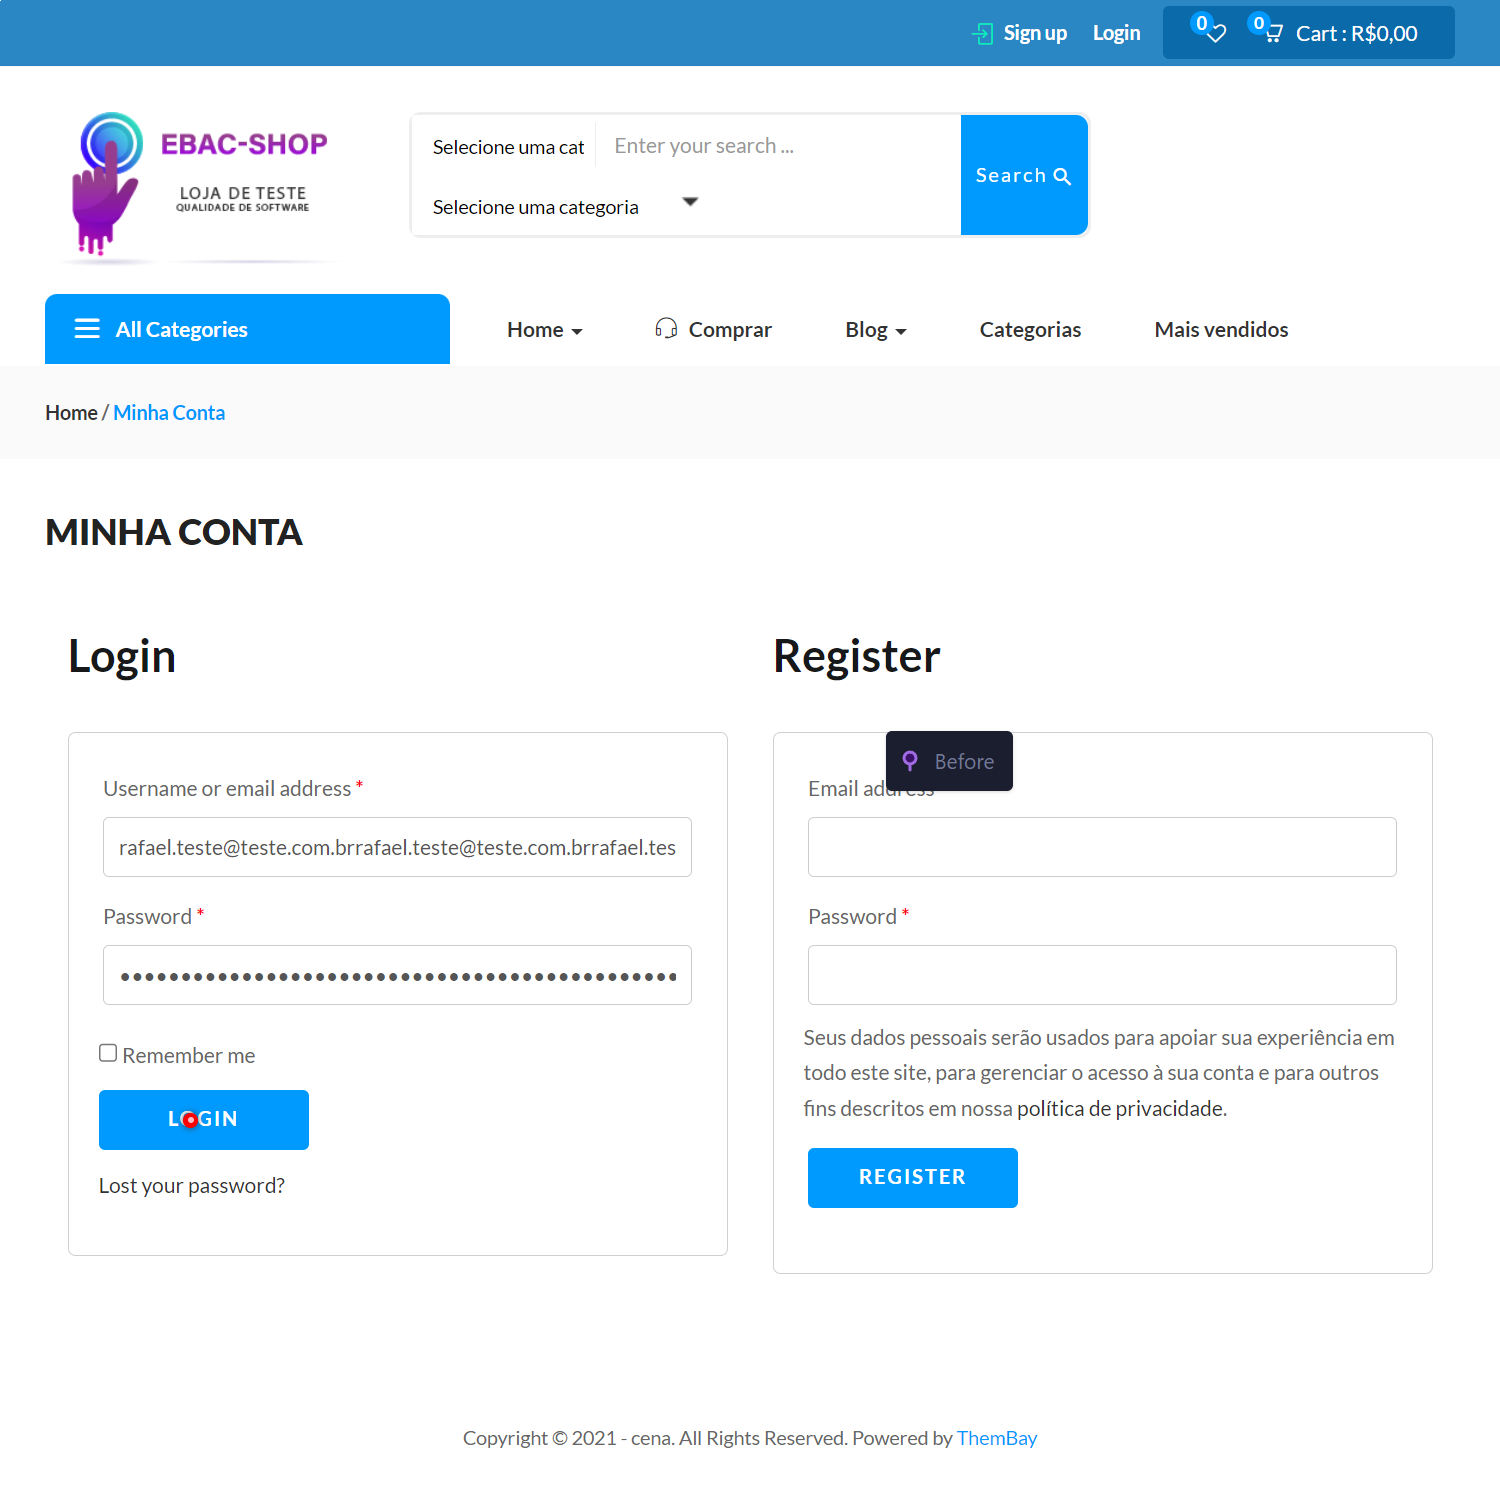 Sign up
Login
0
0
Cart : R$0,00
EBAC-SHOP
LOJA DE TESTE
QUALIDADE DE SOFTWARE
Selecione uma cat
Enter your search ...
Selecione uma categoria
Search
All Categories
Home
Comprar
Blog
Categorias
Mais vendidos
Home / Minha Conta
MINHA CONTA
Login
Register
Before
Username or email address *
Email address
rafael.teste@teste.com.brrafael.teste@teste.com.brrafael.tes
Password *
Password *
Remember me
Seus dados pessoais serão usados para apoiar sua experiência em
todo este site, para gerenciar o acesso à sua conta e para outros
fins descritos em nossa política de privacidade.
LOGIN
REGISTER
Lost your password?
Copyright © 2021 - cena. All Rights Reserved. Powered by ThemBay